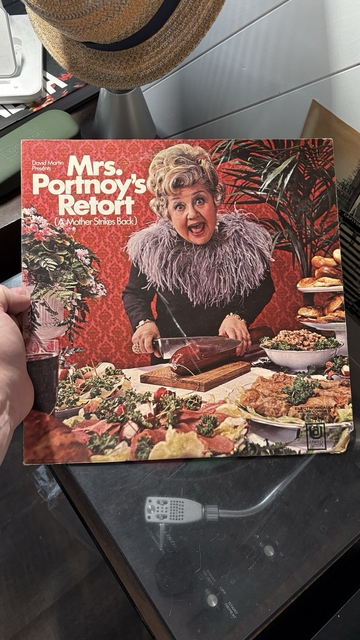 David Martin
Presents
Mrs.
Portnoy's
Retort
(A Mother Strikes Back)